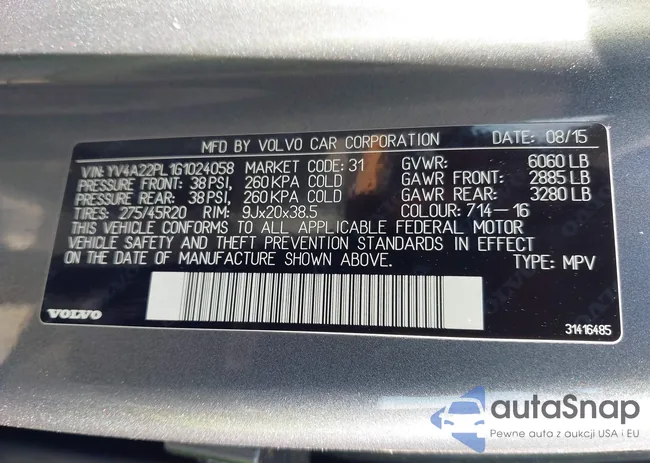 MFD BY VOLVO CAR CORPORATION DATE: 08/15
VIN: YV4A22PL1G1024058 MARKET CODE: 31 GVWR: 6060 LB
PRESSURE FRONT: 38 PSI, 260 KPA COLD GAWR FRONT: 2885 LB
PRESSURE REAR: 38 PSI, 260 KPA COLD GAWR REAR: 3280 LB
TIRES: 275/45R20 RIM: 9Jx20x38.5 COLOUR: 714-16
THIS VEHICLE CONFORMS TO ALL APPLICABLE FEDERAL MOTOR
VEHICLE SAFETY AND THEFT PREVENTION STANDARDS IN EFFECT
ON THE DATE OF MANUFACTURE SHOWN ABOVE. TYPE: MPV
VOLVO
31416485
autaSnap
Pewne auta z aukcji USA i EU